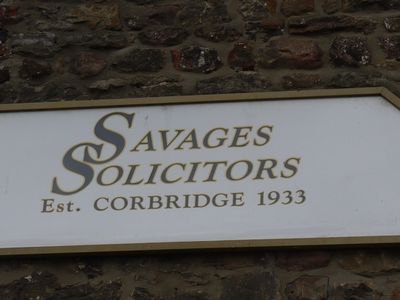 SAVAGES
SOLICITORS
Est. CORBRIDGE 1933